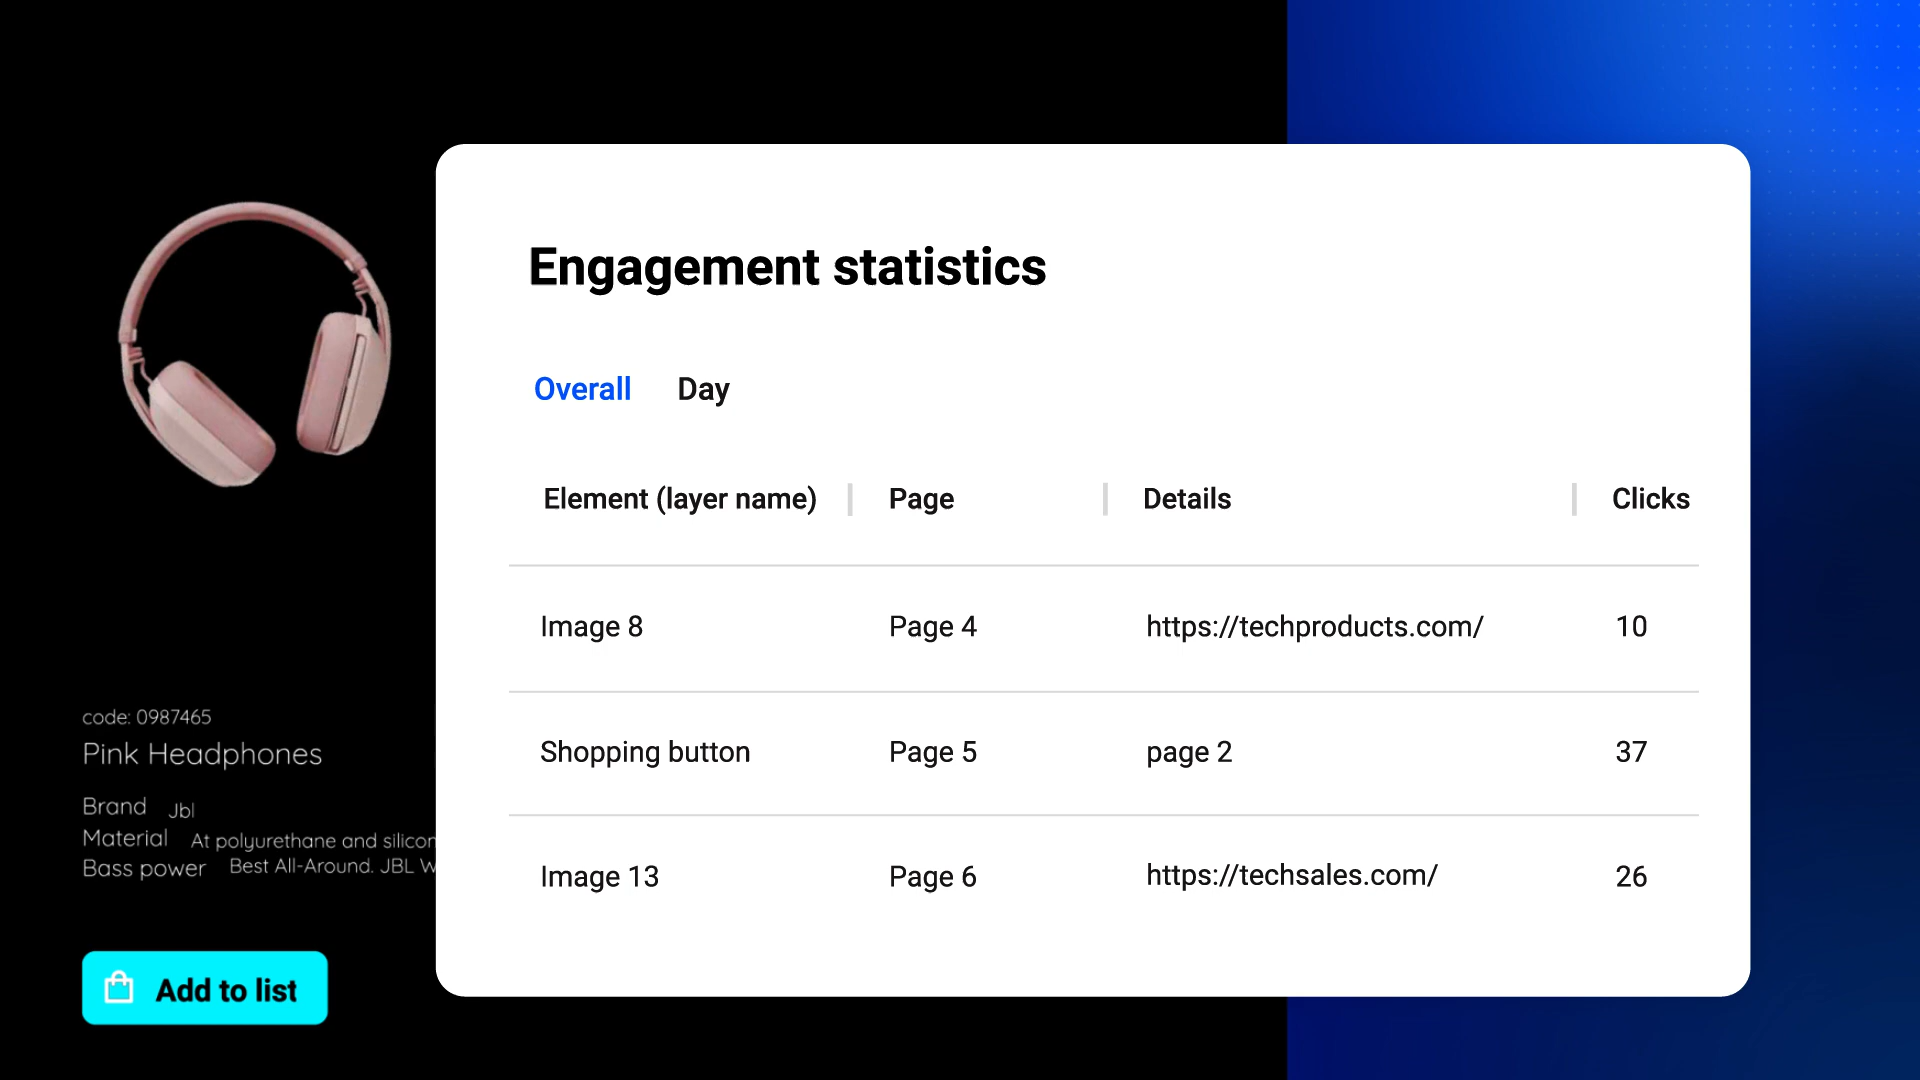 Engagement statistics
Overall Day
Element (layer name) Page Details Clicks
Image 8 Page 4 https://techproducts.com/ 10
Shopping button Page 5 page 2 37
Image 13 Page 6 https://techsales.com/ 26
code: 0987465
Pink Headphones
Brand Jbl
Material At polyurethane and
Bass power Best All-Around. JBL
Add to list